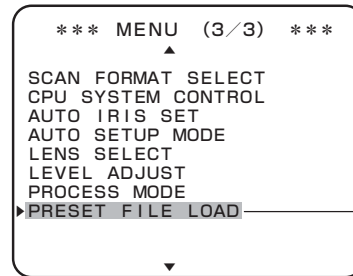 *** MENU (3/3) ***
▲
SCAN FORMAT SELECT
CPU SYSTEM CONTROL
AUTO IRIS SET
AUTO SETUP MODE
LENS SELECT
LEVEL ADJUST
PROCESS MODE
▶PRESET FILE LOAD
▼